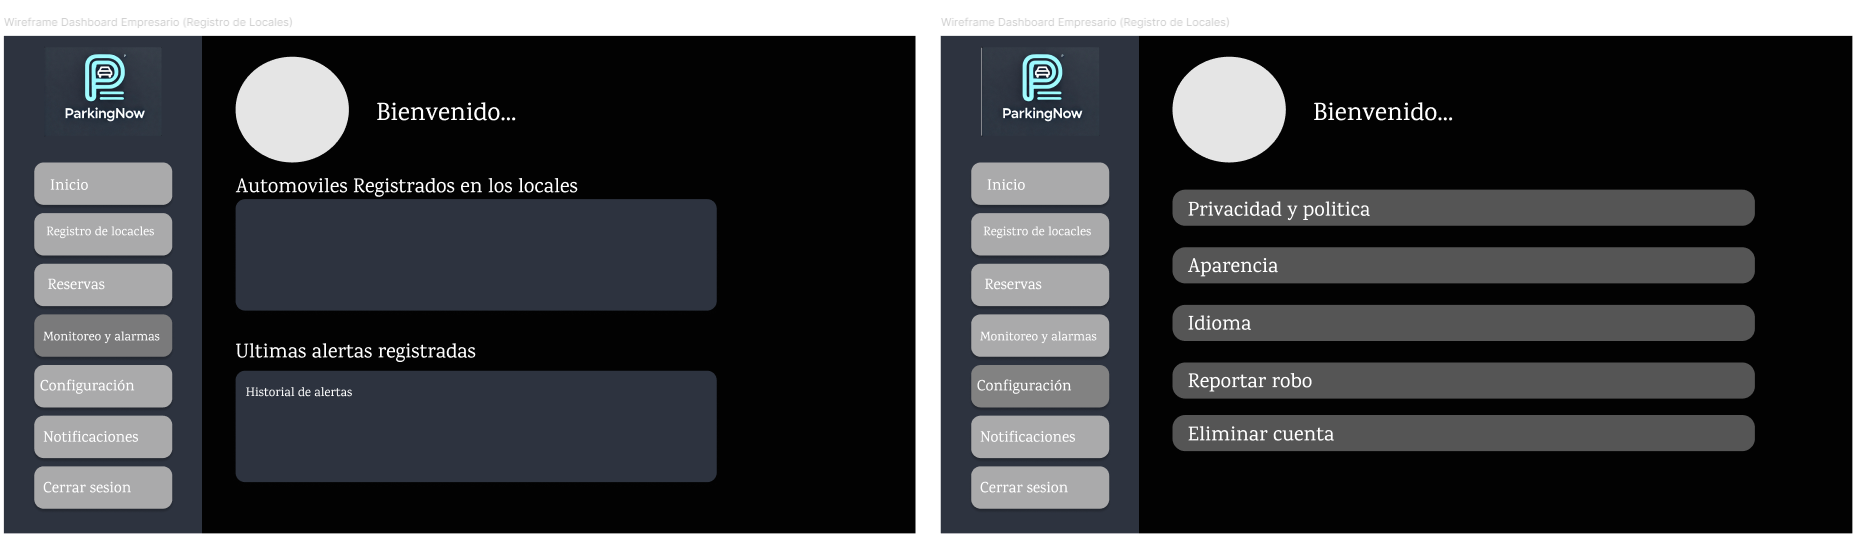 Wireframe Dashboard Empresario (Registro de Locales)
ParkingNow
Inicio
Registro de locacles
Reservas
Monitoreo y alarmas
Configuración
Notificaciones
Cerrar sesion
Bienvenido...
Automoviles Registrados en los locales
Ultimas alertas registradas
Historial de alertas
Wireframe Dashboard Empresario (Registro de Locales)
ParkingNow
Inicio
Registro de locacles
Reservas
Monitoreo y alarmas
Configuración
Notificaciones
Cerrar sesion
Bienvenido...
Privacidad y politica
Aparencia
Idioma
Reportar robo
Eliminar cuenta